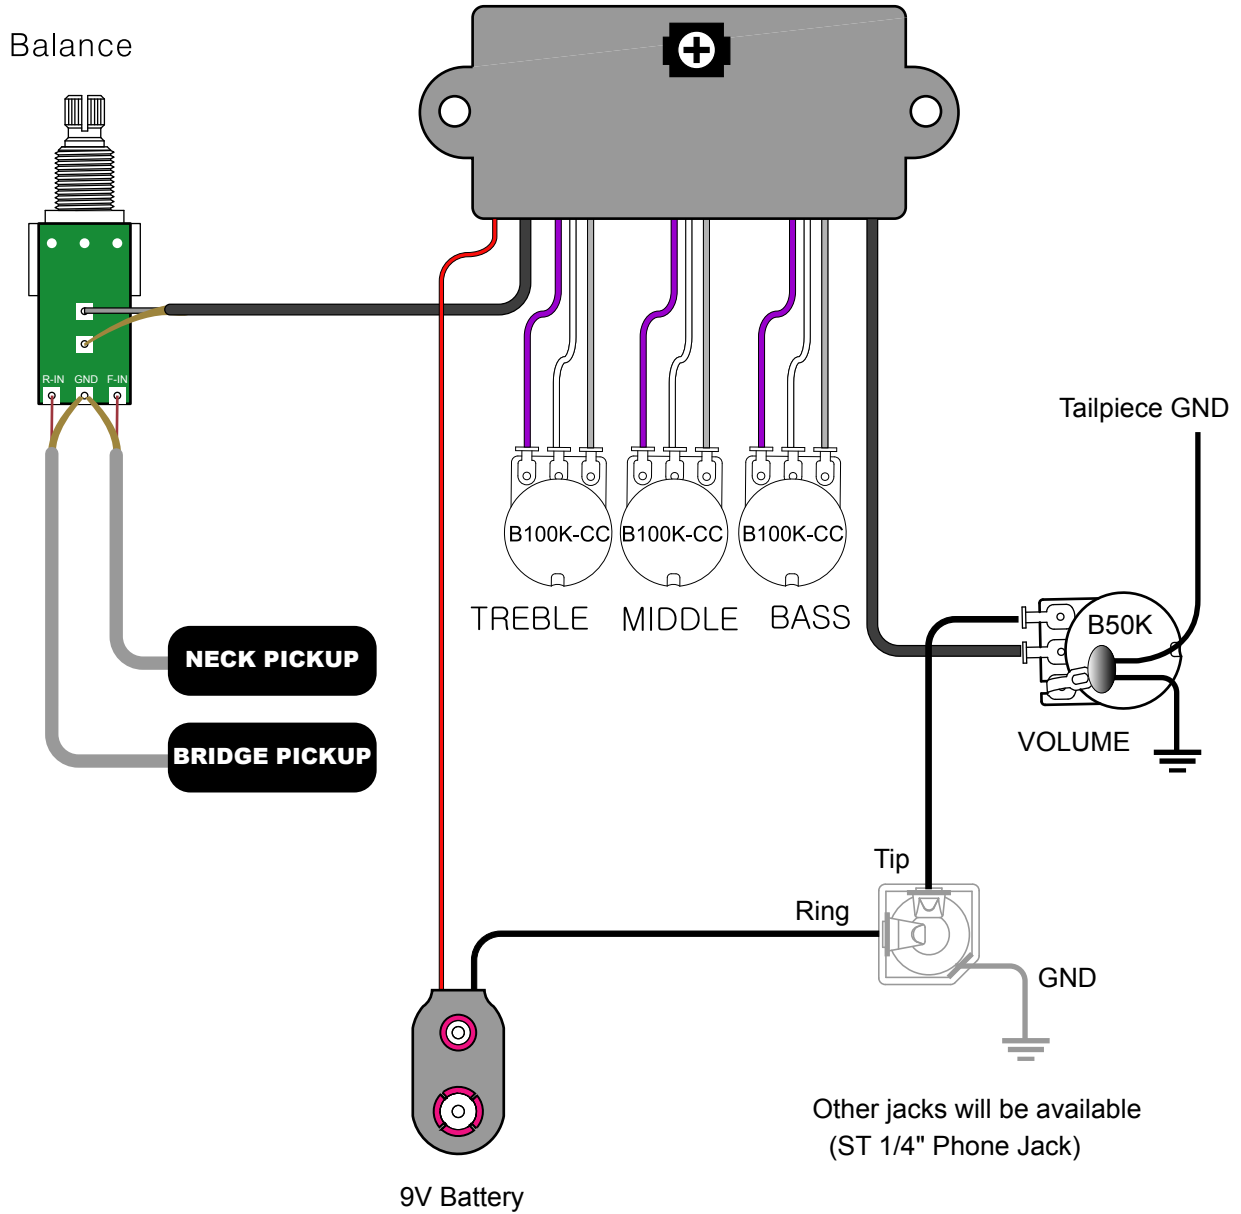 Balance
R-IN GND F-IN
Tailpiece GND
B100K-CC B100K-CC B100K-CC
TREBLE MIDDLE BASS
B50K
VOLUME
NECK PICKUP
BRIDGE PICKUP
Tip
Ring
GND
Other jacks will be available
(ST 1/4" Phone Jack)
9V Battery